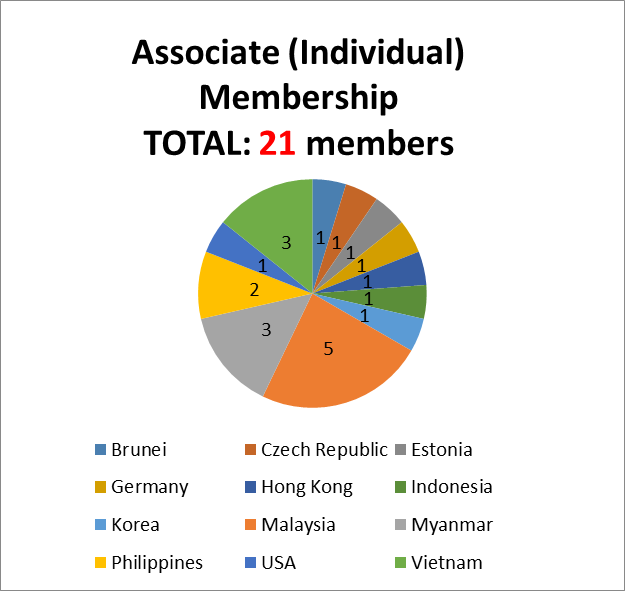 Associate (Individual)
Membership
TOTAL: 21 members
1
1
1
1
1
1
1
5
3
2
1
3
Brunei
Czech Republic
Estonia
Germany
Hong Kong
Indonesia
Korea
Malaysia
Myanmar
Philippines
USA
Vietnam